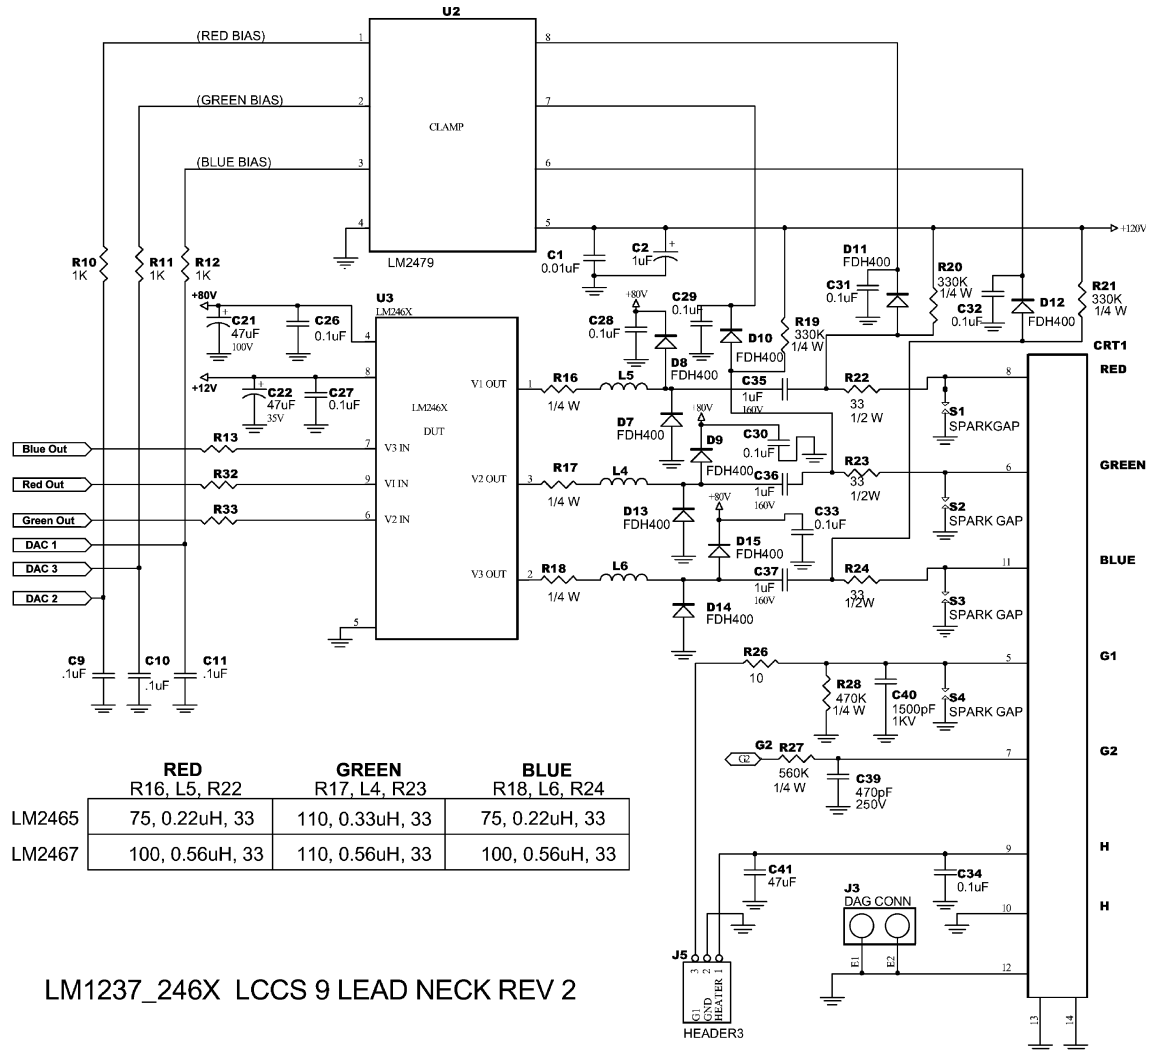 U2
(RED BIAS)
1
8
(GREEN BIAS)
2
7
CLAMP
(BLUE BIAS)
3
6
4
5
LM2479
+120V
R10
1K
R11
1K
R12
1K
C1
0.01uF
C2
1uF
+
D11
FDH400
R20
330K
1/4 W
R21
330K
1/4 W
C31
0.1uF
C32
0.1uF
D12
FDH400
+80V
C21
47uF
100V
+
C26
0.1uF
U3
LM246X
4
+80V
C28
0.1uF
C29
0.1uF
D8
FDH400
D10
FDH400
R19
330K
1/4 W
+12V
C22
47uF
35V
+
C27
0.1uF
8
LM246X
DUT
V1 OUT
1
R16
1/4 W
L5
C35
1uF
160V
R22
33
1/2 W
8
CRT1
RED
S1
SPARKGAP
D7
FDH400
+80V
D9
FDH400
C30
0.1uF
Blue Out
R13
7
V3 IN
Red Out
R32
9
V1 IN
Green Out
R33
6
V2 IN
V2 OUT
3
R17
1/4 W
L4
C36
1uF
160V
R23
33
1/2W
6
GREEN
S2
SPARK GAP
D13
FDH400
+80V
D15
FDH400
C33
0.1uF
DAC 1
DAC 3
DAC 2
V3 OUT
2
R18
1/4 W
L6
C37
1uF
160V
R24
33
1/2W
11
BLUE
S3
SPARK GAP
D14
FDH400
5
C9
.1uF
C10
.1uF
C11
.1uF
R26
10
5
G1
R28
470K
1/4 W
C40
1500pF
1KV
S4
SPARK GAP
G2
G2
R27
560K
1/4 W
7
G2
C39
470pF
250V
RED GREEN BLUE
R16, L5, R22 R17, L4, R23 R18, L6, R24
LM2465 75, 0.22uH, 33 110, 0.33uH, 33 75, 0.22uH, 33
LM2467 100, 0.56uH, 33 110, 0.56uH, 33 100, 0.56uH, 33
9
H
C41
47uF
C34
0.1uF
J3
DAG CONN
10
H
E1
E2
12
J5
3 2 1
G1
GND
HEATER
HEADER3
13
14
LM1237_246X LCCS 9 LEAD NECK REV 2